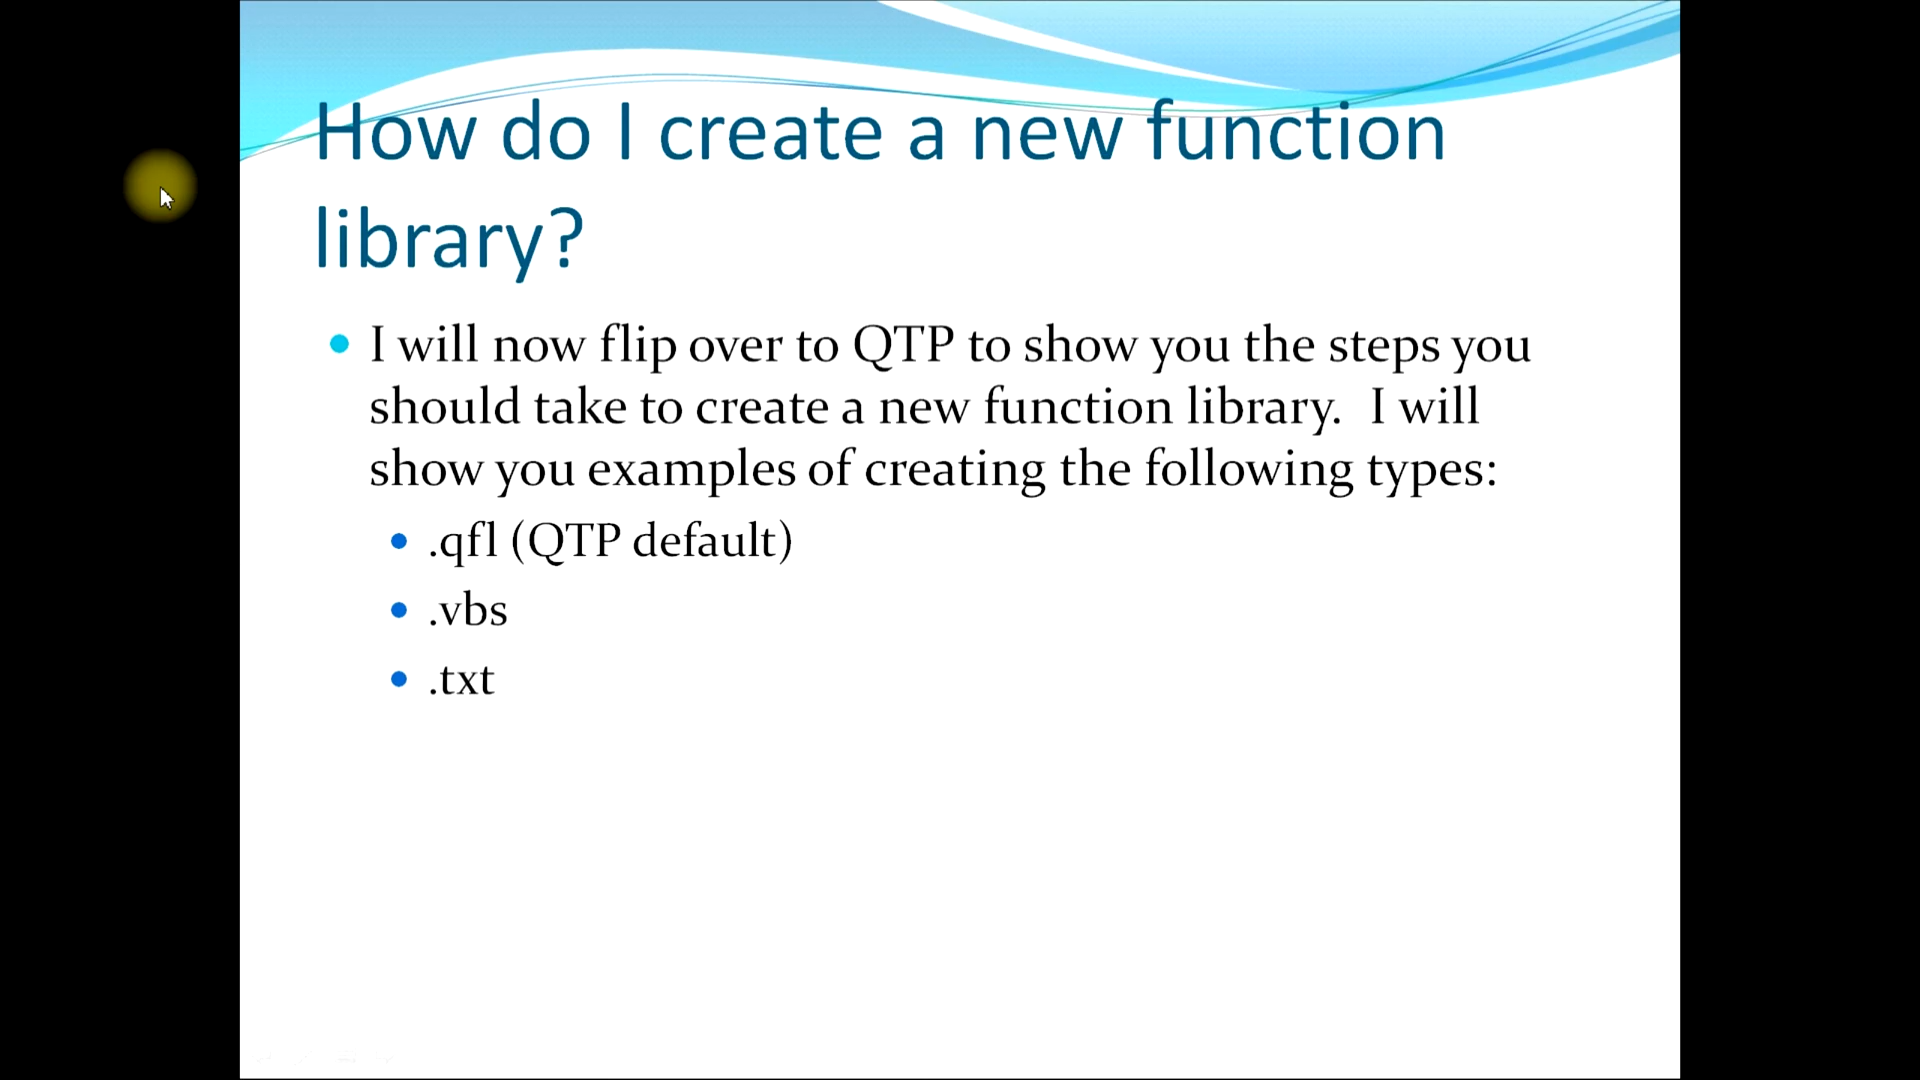 How do I create a new function
library?
I will now flip over to QTP to show you the steps you
should take to create a new function library.  I will
show you examples of creating the following types:
.qfl (QTP default)
.vbs
.txt